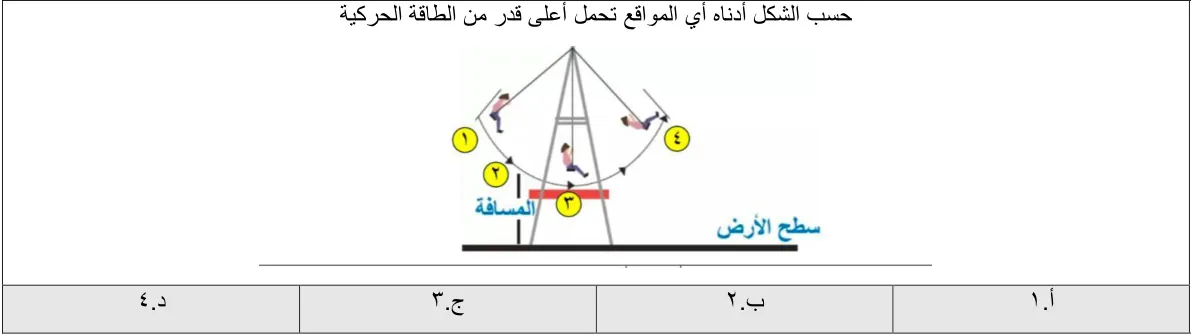 حسب الشكل أدناه أي المواقع تحمل أعلى قدر من الطاقة الحركية
١
٤
٢
٣
المسافة
سطح الأرض
أ.١ ب.٢ ج.٣ د.٤